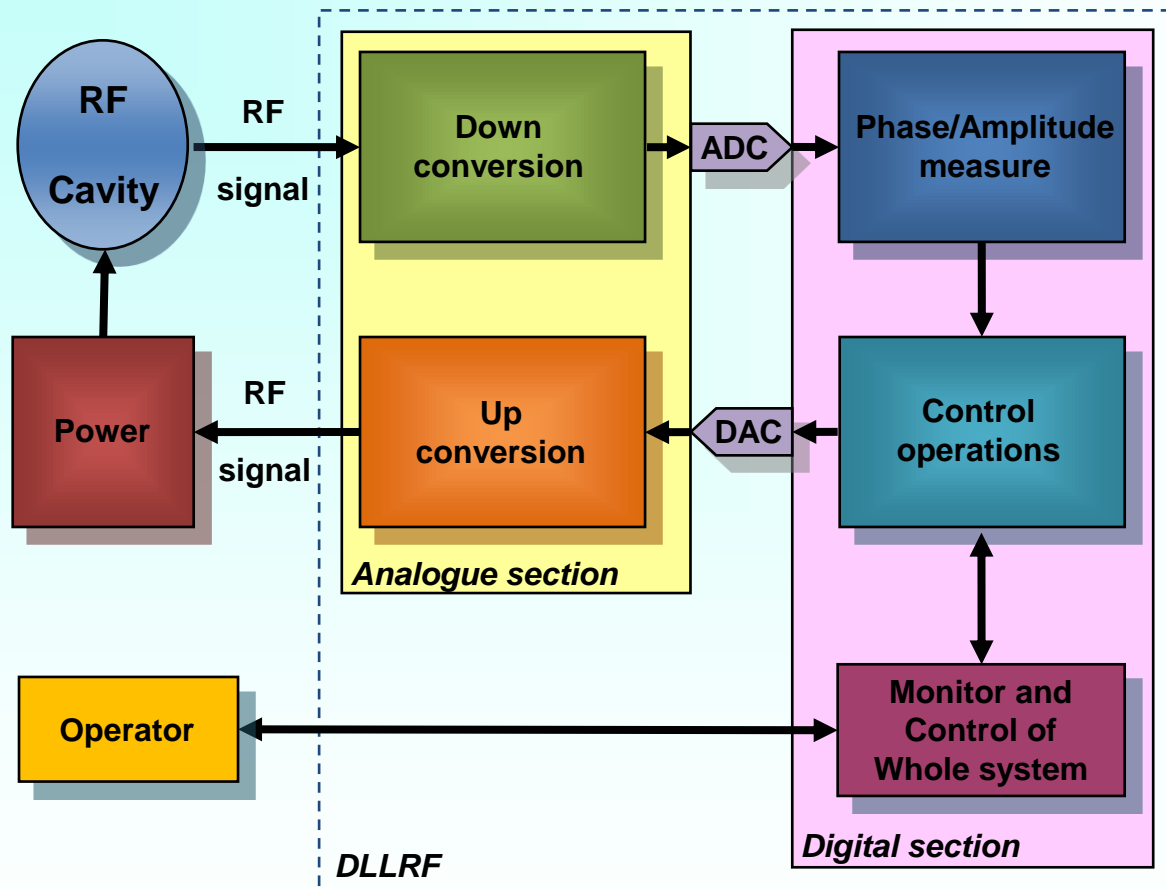 RF
Cavity
RF
signal
Down
conversion
ADC
Phase/Amplitude
measure
Power
RF
signal
Up
conversion
DAC
Control
operations
Analogue section
Operator
Monitor and
Control of
Whole system
DLLRF
Digital section